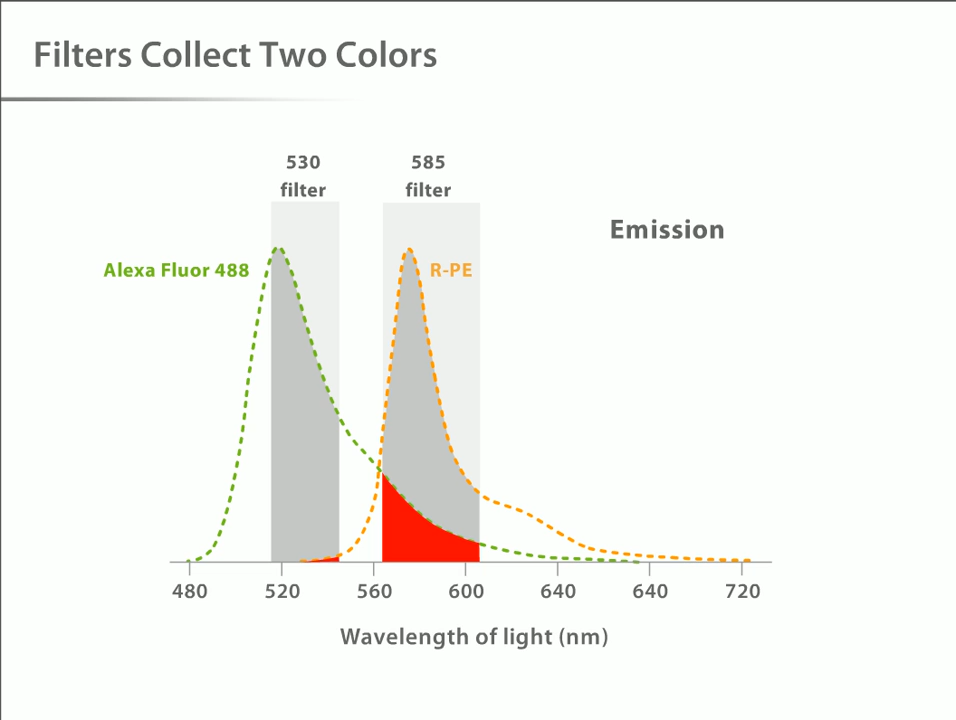 Filters Collect Two Colors
530
filter
585
filter
Emission
Alexa Fluor 488
R-PE
480 520 560 600 640 640 720
Wavelength of light (nm)